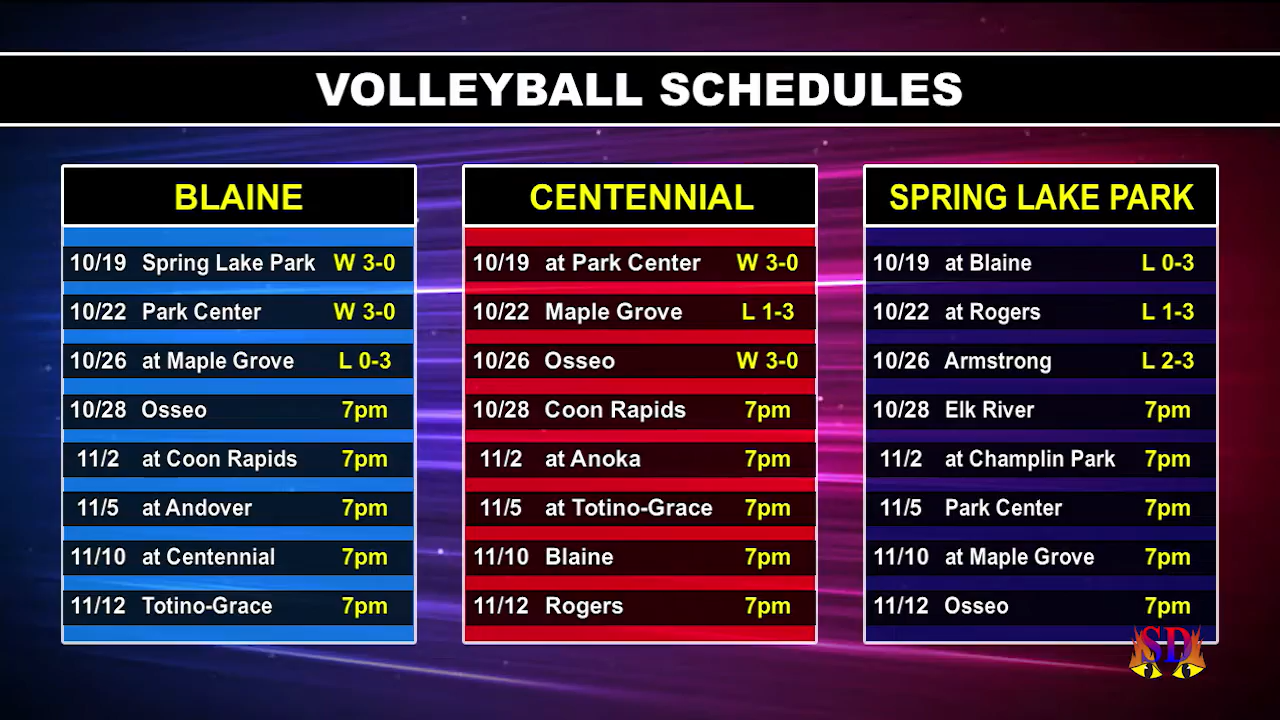 VOLLEYBALL SCHEDULES
BLAINE
10/19 Spring Lake Park W 3-0
10/22 Park Center W 3-0
10/26 at Maple Grove L 0-3
10/28 Osseo 7pm
11/2 at Coon Rapids 7pm
11/5 at Andover 7pm
11/10 at Centennial 7pm
11/12 Totino-Grace 7pm
CENTENNIAL
10/19 at Park Center W 3-0
10/22 Maple Grove L 1-3
10/26 Osseo W 3-0
10/28 Coon Rapids 7pm
11/2 at Anoka 7pm
11/5 at Totino-Grace 7pm
11/10 Blaine 7pm
11/12 Rogers 7pm
SPRING LAKE PARK
10/19 at Blaine L 0-3
10/22 at Rogers L 1-3
10/26 Armstrong L 2-3
10/28 Elk River 7pm
11/2 at Champlin Park 7pm
11/5 Park Center 7pm
11/10 at Maple Grove 7pm
11/12 Osseo 7pm
SD